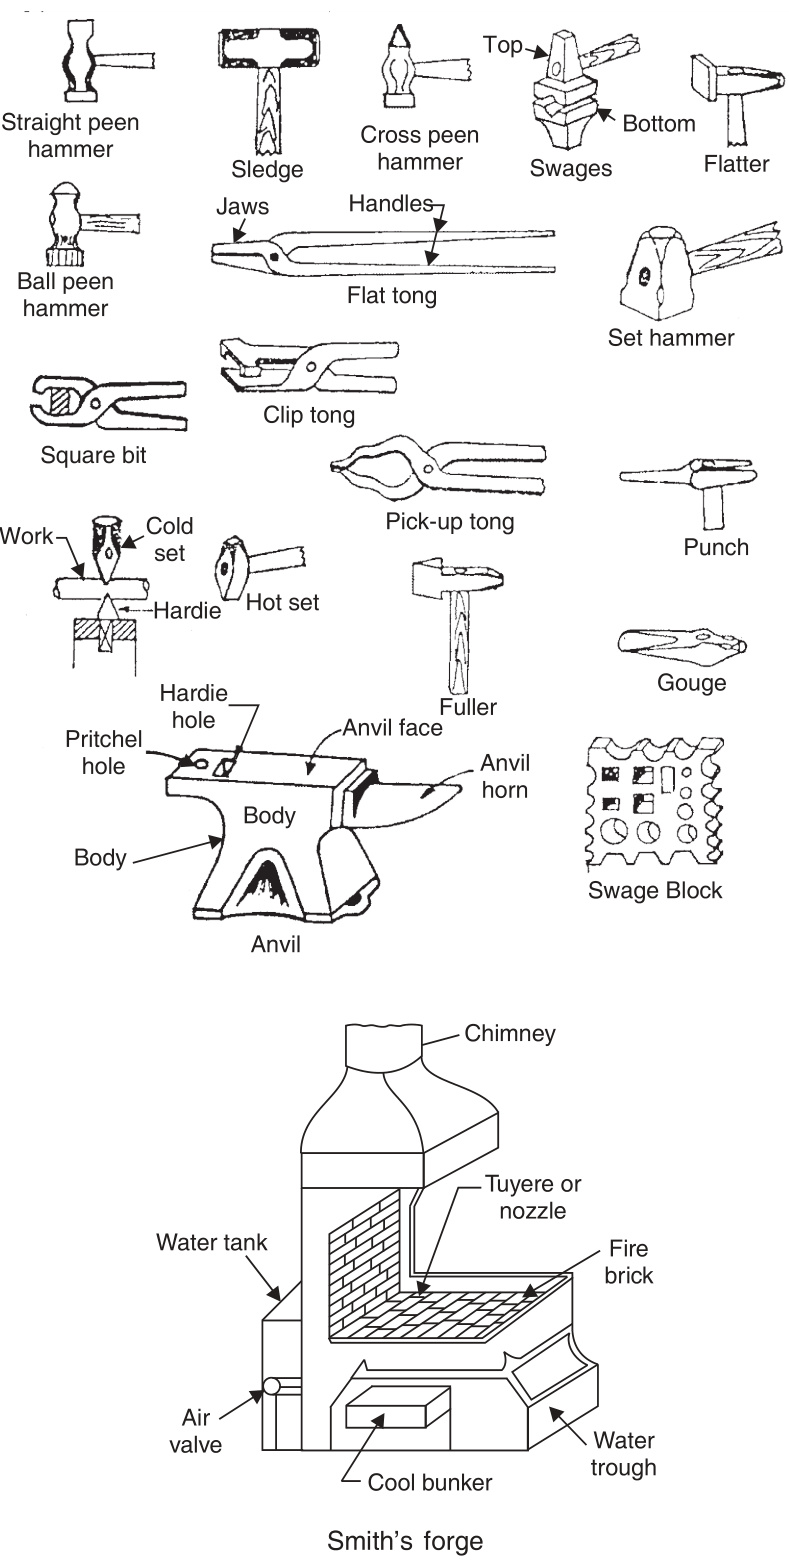 Straight peen
hammer
Sledge
Cross peen
hammer
Top
Bottom
Swages
Flatter
Ball peen
hammer
Jaws
Handles
Flat tong
Set hammer
Clip tong
Square bit
Pick-up tong
Punch
Work
Cold
set
Hardie
Hot set
Fuller
Gouge
Hardie
hole
Pritchel
hole
Anvil face
Anvil
horn
Body
Body
Anvil
Swage Block
Chimney
Tuyere or
nozzle
Water tank
Fire
brick
Air
valve
Water
trough
Cool bunker
Smith's forge